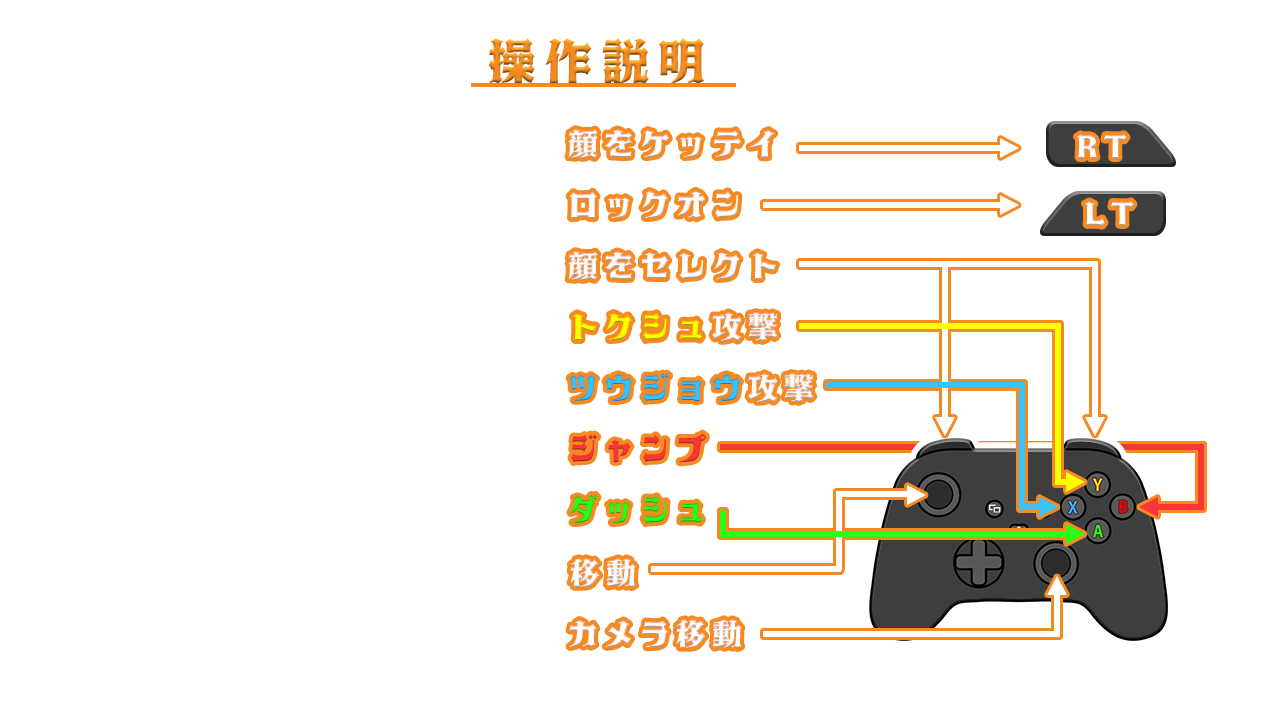 操作説明
顔をケッテイ
RT
ロックオン
LT
顔をセレクト
トクシュ攻撃
ツウジョウ攻撃
ジャンプ
ダッシュ
移動
カメラ移動
Y
X
B
A